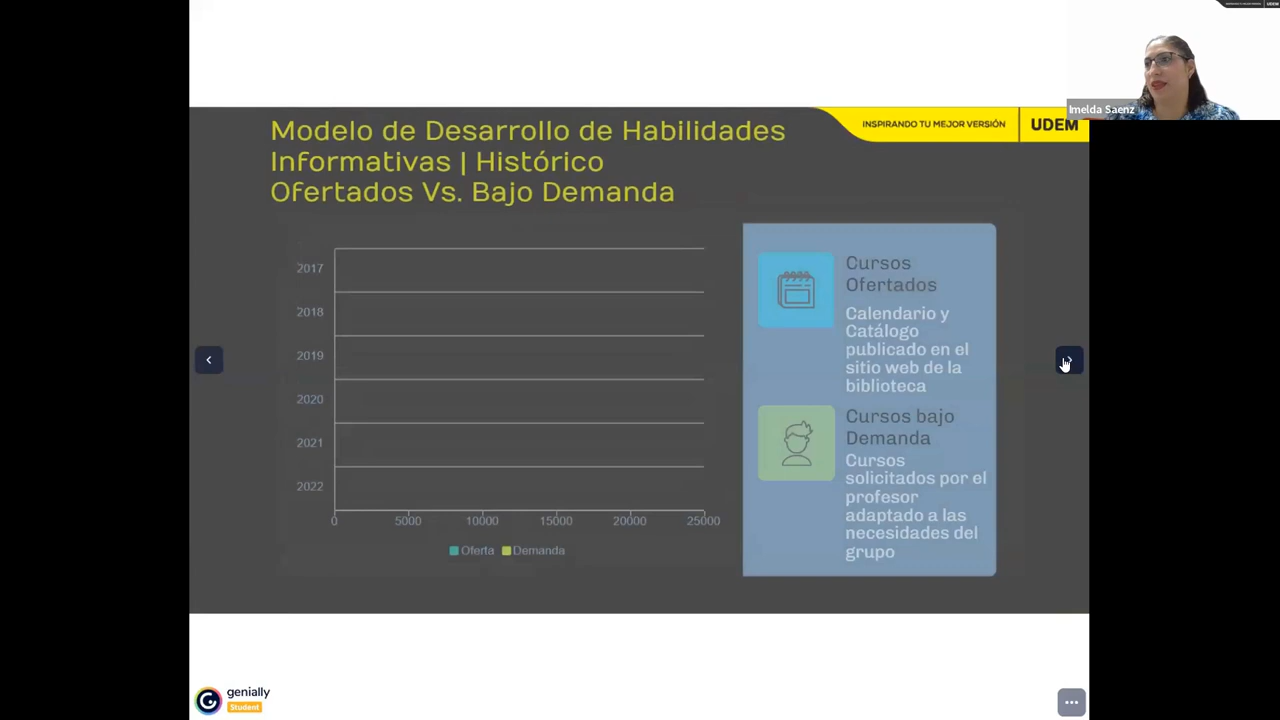 Imelda Saenz
Modelo de Desarrollo de Habilidades
Informativas | Histórico
Ofertados Vs. Bajo Demanda
INSPIRANDO TU MEJOR VERSIÓN
UDEM
2017
2018
2019
2020
2021
2022
0 5000 10000 15000 20000 25000
Oferta Demanda
Cursos
Ofertados
Calendario y
Catálogo
publicado en el
sitio web de la
biblioteca
Cursos bajo
Demanda
Cursos
solicitados por el
profesor
adaptado a las
necesidades del
grupo
genially
Student